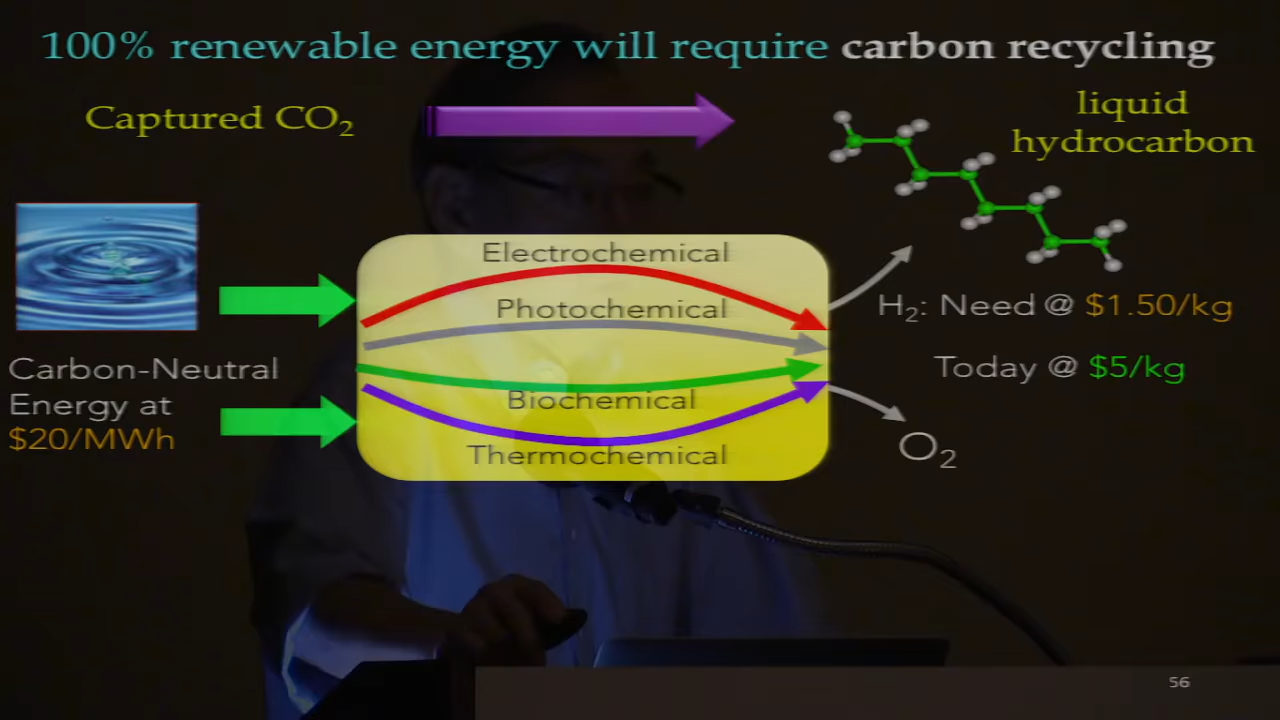 100% renewable energy will require carbon recycling
Captured CO₂
liquid
hydrocarbon
Electrochemical
Photochemical
Biochemical
Thermochemical
Carbon-Neutral
Energy at
$20/MWh
H₂: Need @ $1.50/kg
Today @ $5/kg
O₂
56